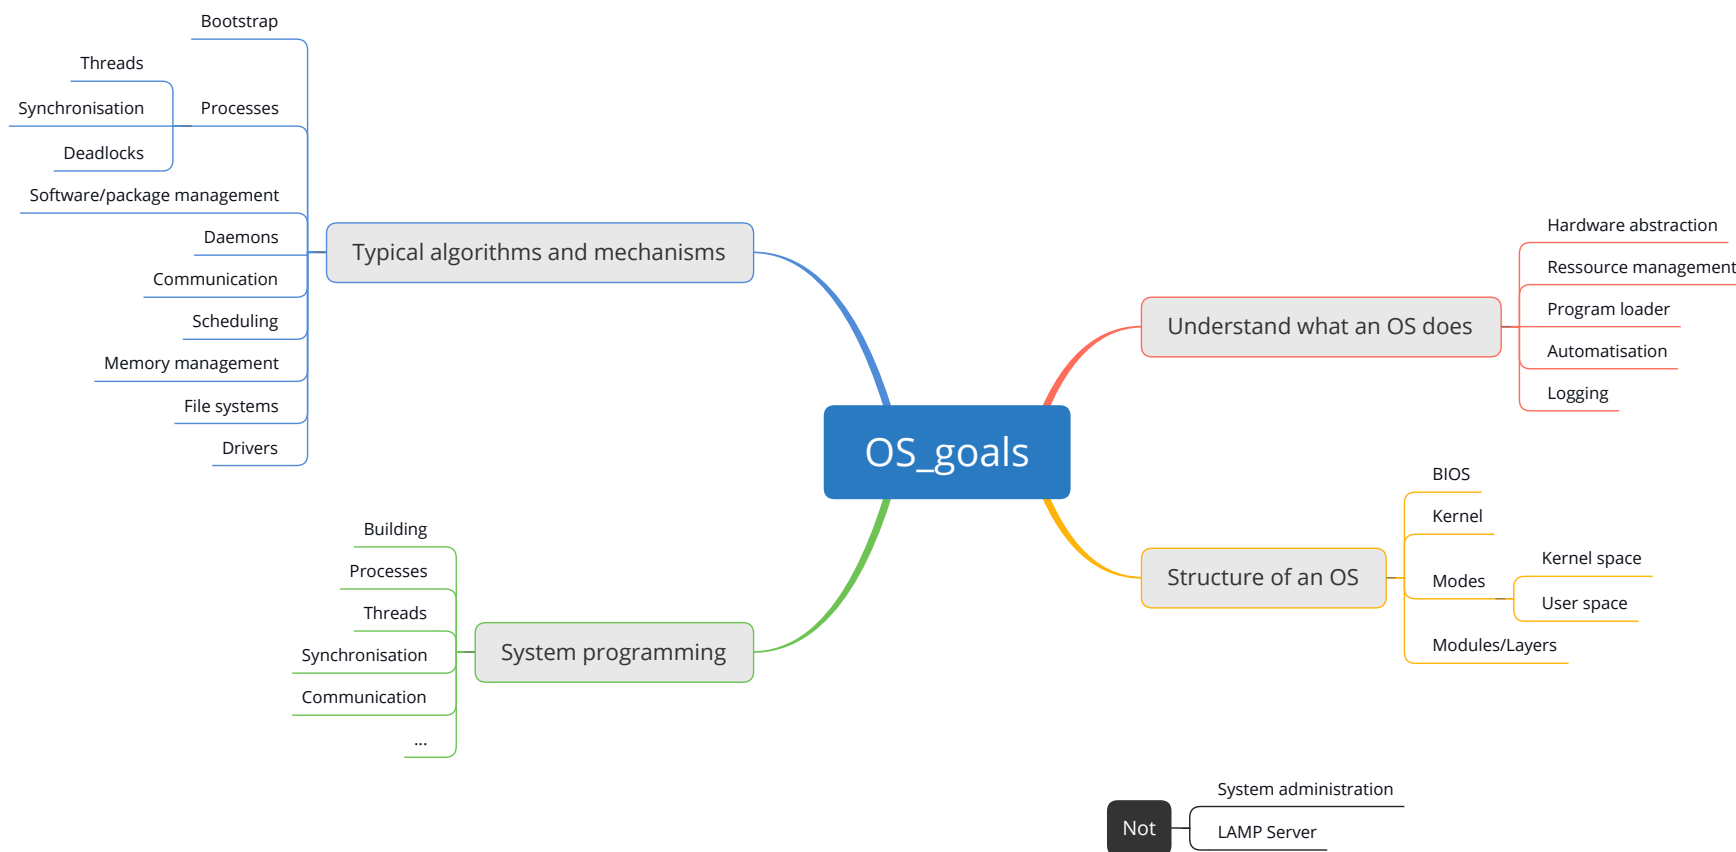 OS_goals
Understand what an OS does
Hardware abstraction
Ressource management
Program loader
Automatisation
Logging
Structure of an OS
BIOS
Kernel
Modes
Kernel space
User space
Modules/Layers
Typical algorithms and mechanisms
Bootstrap
Processes
Threads
Synchronisation
Deadlocks
Software/package management
Daemons
Communication
Scheduling
Memory management
File systems
Drivers
System programming
Building
Processes
Threads
Synchronisation
Communication
...
Not
System administration
LAMP Server